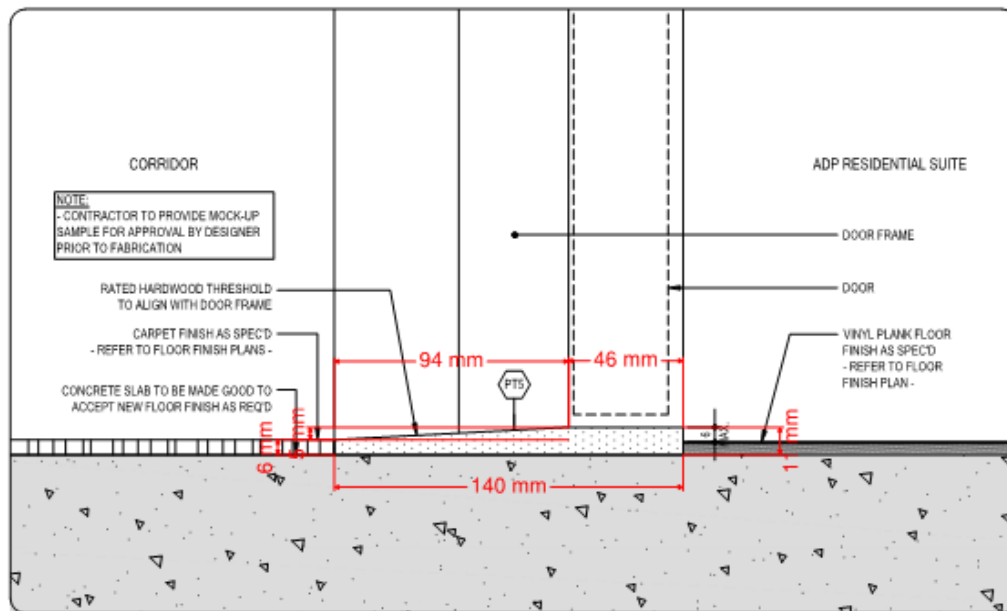 CORRIDOR
ADP RESIDENTIAL SUITE
NOTE:
- CONTRACTOR TO PROVIDE MOCK-UP
SAMPLE FOR APPROVAL BY DESIGNER
PRIOR TO FABRICATION
DOOR FRAME
RATED HARDWOOD THRESHOLD
TO ALIGN WITH DOOR FRAME
DOOR
CARPET FINISH AS SPEC'D
- REFER TO FLOOR FINISH PLANS -
VINYL PLANK FLOOR
FINISH AS SPEC'D
- REFER TO FLOOR
FINISH PLAN -
94 mm
46 mm
PT5
CONCRETE SLAB TO BE MADE GOOD TO
ACCEPT NEW FLOOR FINISH AS REQ'D
6 mm
mm
6
MAX.
mm
140 mm